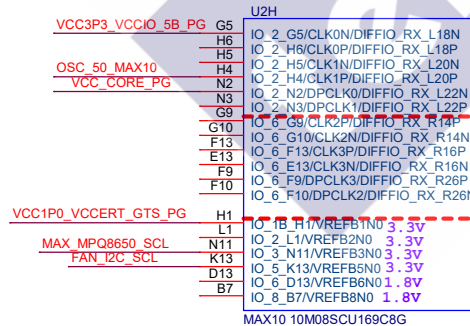 U2H
VCC3P3_VCCIO_5B_PG G5 IO_2_G5/CLK0N/DIFFIO_RX_L18N
H6 IO_2_H6/CLK0P/DIFFIO_RX_L18P
H5 IO_2_H5/CLK1N/DIFFIO_RX_L20N
OSC_50_MAX10 H4 IO_2_H4/CLK1P/DIFFIO_RX_L20P
VCC_CORE_PG N2 IO_2_N2/DPCLK0/DIFFIO_RX_L22N
N3 IO_2_N3/DPCLK1/DIFFIO_RX_L22P
G9 IO_6_G9/CLK2P/DIFFIO_RX_R14P
G10 IO_6_G10/CLK2N/DIFFIO_RX_R14N
F13 IO_6_F13/CLK3P/DIFFIO_RX_R16P
E13 IO_6_E13/CLK3N/DIFFIO_RX_R16N
F9 IO_6_F9/DPCLK3/DIFFIO_RX_R26P
F10 IO_6_F10/DPCLK2/DIFFIO_RX_R26N
VCC1P0_VCCERT_GTS_PG H1 IO_1B_H1/VREFB1N0 3.3V
L1 IO_2_L1/VREFB2N0 3.3V
MAX_MPQ8650_SCL N11 IO_3_N11/VREFB3N0 3.3V
FAN_I2C_SCL K13 IO_5_K13/VREFB5N0 3.3V
D13 IO_6_D13/VREFB6N0 1.8V
B7 IO_8_B7/VREFB8N0 1.8V
MAX10 10M08SCU169C8G